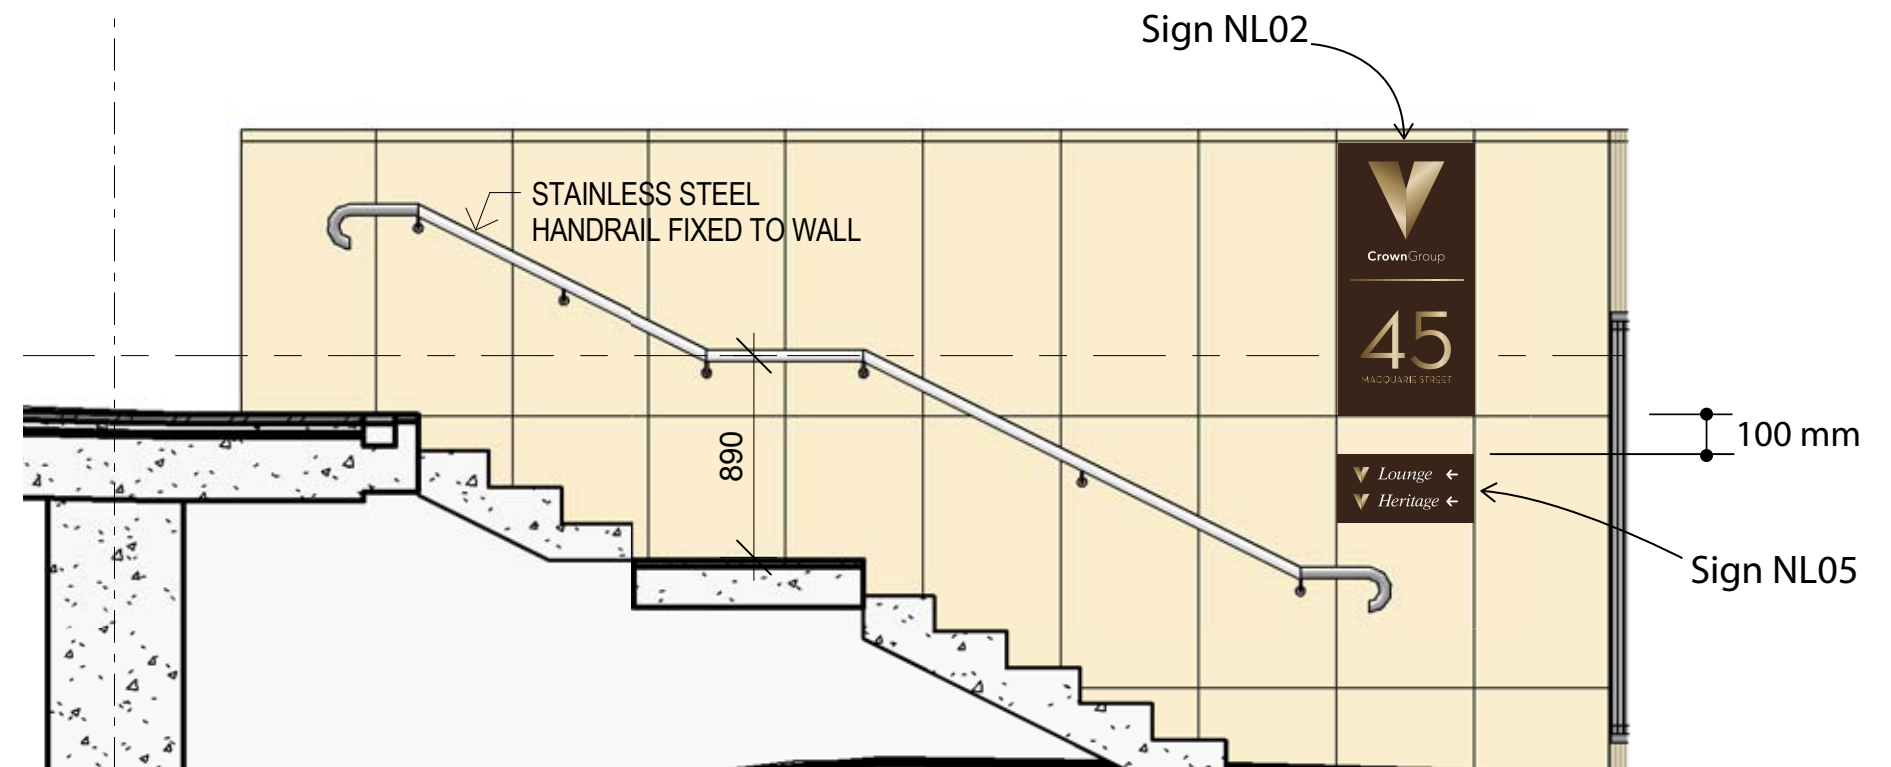 Sign NL02
STAINLESS STEEL
HANDRAIL FIXED TO WALL
CrownGroup
45
MACQUARIE STREET
890
100 mm
Lounge ←
Heritage ←
Sign NL05